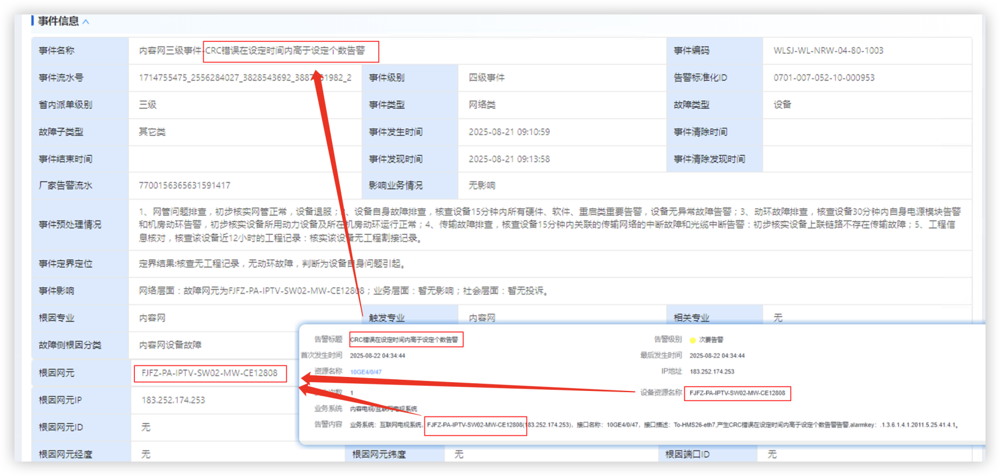 事件信息
事件名称 内容网三级事件-CRC错误在设定时间内高于设定个数告警 事件编码 WLSJ-WL-NRW-04-80-1003
事件流水号 1714755475_2556284027_3828543692_3887 1982_2 事件级别 四级事件 告警标准化ID 0701-007-052-10-000953
省内派单级别 三级 事件类型 网络类 故障类型 设备
故障子类型 其它类 事件发生时间 2025-08-21 09:10:59 事件清除时间
事件结束时间 事件发现时间 2025-08-21 09:13:58 事件清除发现时间
厂家告警流水 7700156365631591417 影响业务情况 无影响
事件预处理情况
1、网管问题排查，初步核实网管正常，设备退服；2、设备自身故障排查，核查设备15分钟内所有硬件、软件、重启类重要告警，设备无异常故障告警；3、动环故障排查，核查设备30分钟内自身电源模块告警
和机房动环告警，初步核实设备所用动力设备及所在机房动环运行正常；4、传输故障排查，核查设备15分钟内关联的传输网络的中断故障和光缆中断告警：初步核实设备上联链路不存在传输故障；5、工程信
息核对，核查该设备近12小时的工程记录：核实该设备无工程割接记录。
事件定界定位 定界结果:核查无工程记录，无动环故障，判断为设备自身问题引起。
事件影响 网络层面：故障网元为FJFZ-PA-IPTV-SW02-MW-CE12808；业务层面：暂无影响；社会层面：暂无投诉。
根因专业 内容网 触发专业 内容网 相关专业 无
故障侧根因分类 内容网设备故障
根因网元 FJFZ-PA-IPTV-SW02-MW-CE12808
根因网元IP 183.252.174.253
根因网元ID 无
根因网元经度 无 根因网元纬度 无 根因端口ID 无
告警标题 CRC错误在设定时间内高于设定个数告警 告警级别 次要告警
首次发生时间 2025-08-22 04:34:44 最后发生时间 2025-08-22 04:34:44
资源名称 10GE4/0/47 IP地址 183.252.174.253
次数 1 设备资源名称 FJFZ-PA-IPTV-SW02-MW-CE12808
业务系统 内容电视/互联网电视系统
告警内容 业务系统：互联网电视系统，FJFZ-PA-IPTV-SW02-MW-CE12808(183.252.174.253)，接口名称：10GE4/0/47，接口描述：To-HMS26-eth7,产生CRC错误在设定时间内高于设定个数告警告警,alarmkey：.1.3.6.1.4.1.2011.5.25.41.4.1。